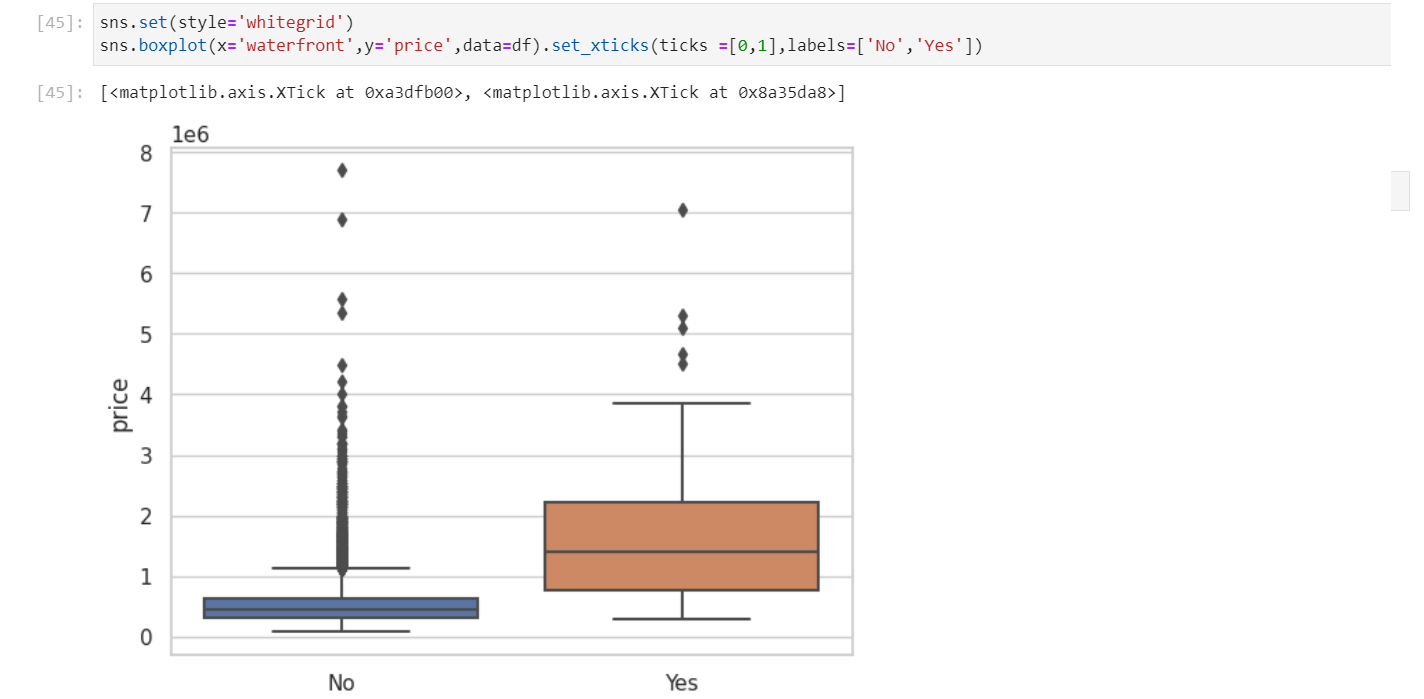 [45]: sns.set(style='whitegrid')
sns.boxplot(x='waterfront',y='price',data=df).set_xticks(ticks =[0,1],labels=['No','Yes'])
[45]: [<matplotlib.axis.XTick at 0xa3dfb00>, <matplotlib.axis.XTick at 0x8a35da8>]
1e6
8
7
6
5
4
3
2
1
0
price
No Yes